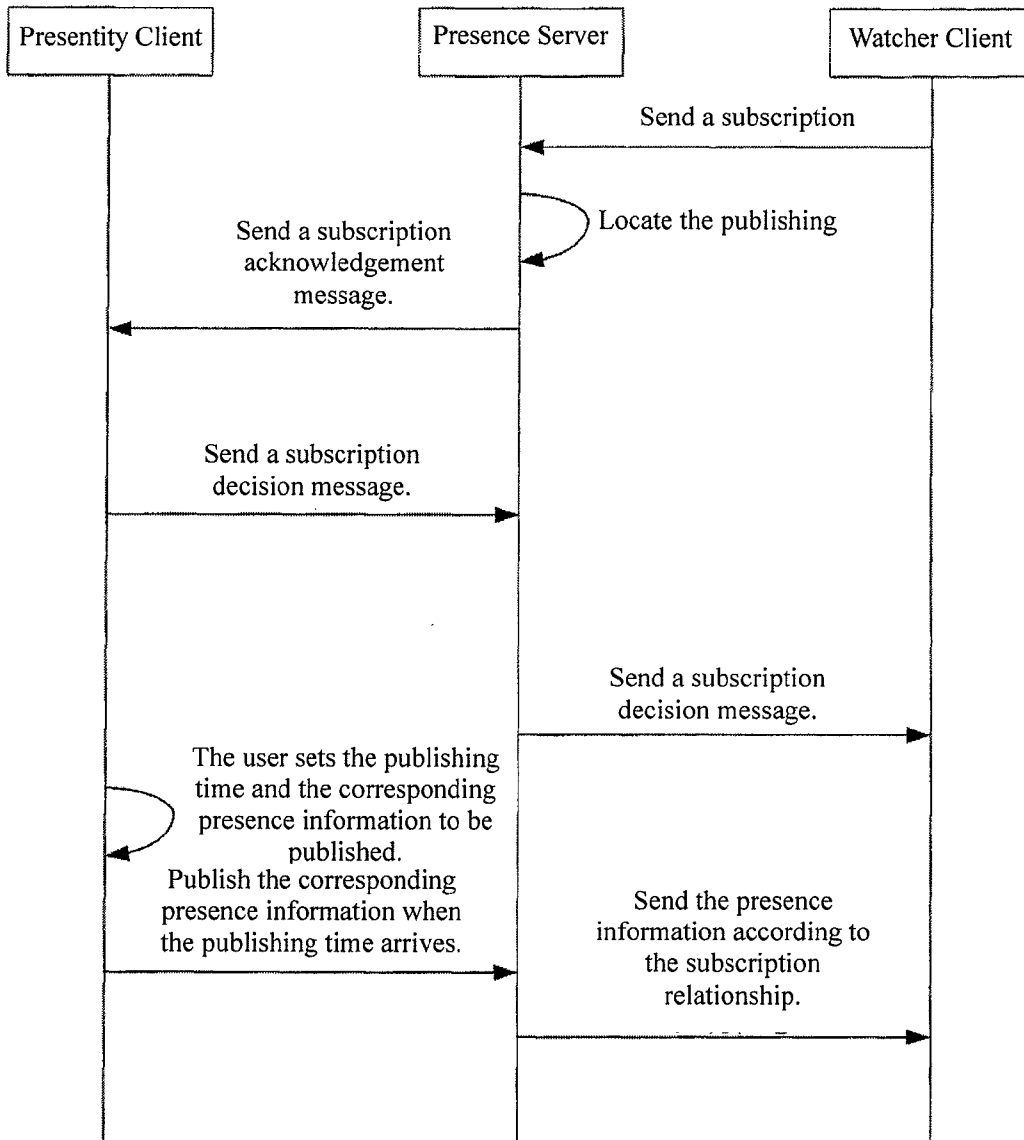 Presentity Client
Presence Server
Watcher Client
Send a subscription
Locate the publishing
Send a subscription
acknowledgement
message.
Send a subscription
decision message.
Send a subscription
decision message.
The user sets the publishing
time and the corresponding
presence information to be
published.
Publish the corresponding
presence information when
the publishing time arrives.
Send the presence
information according to
the subscription
relationship.